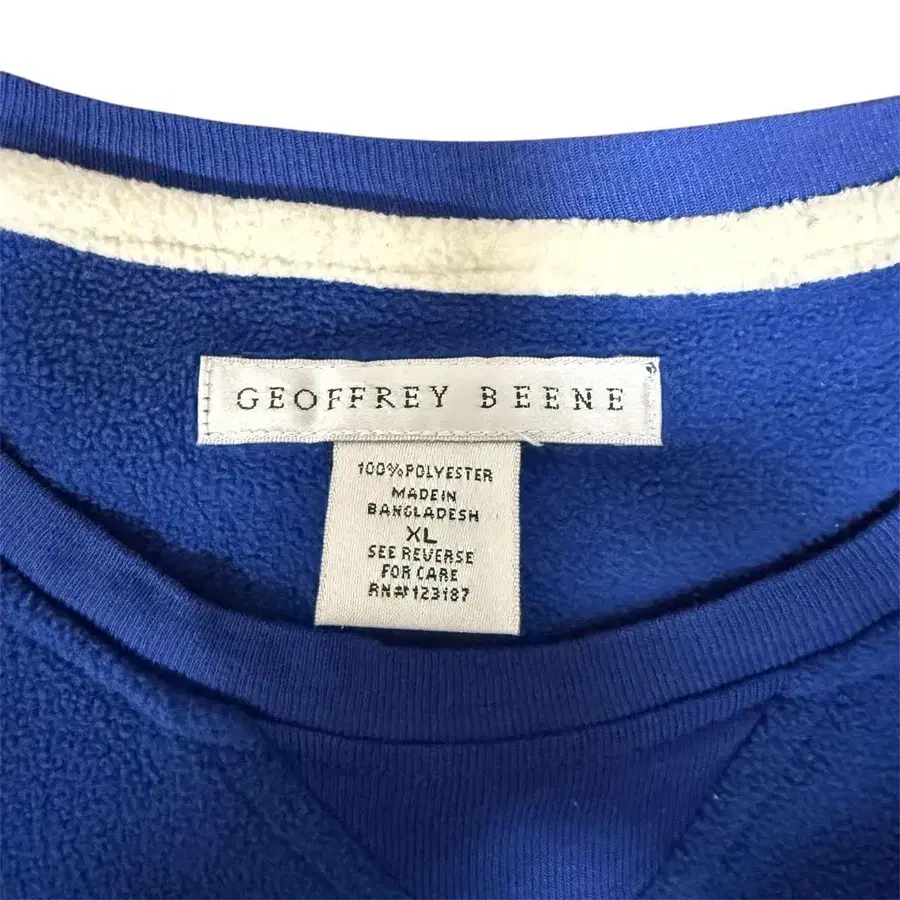 GEOFFREY BEENE
100% POLYESTER
MADE IN
BANGLADESH
XL
SEE REVERSE
FOR CARE
RN#123187